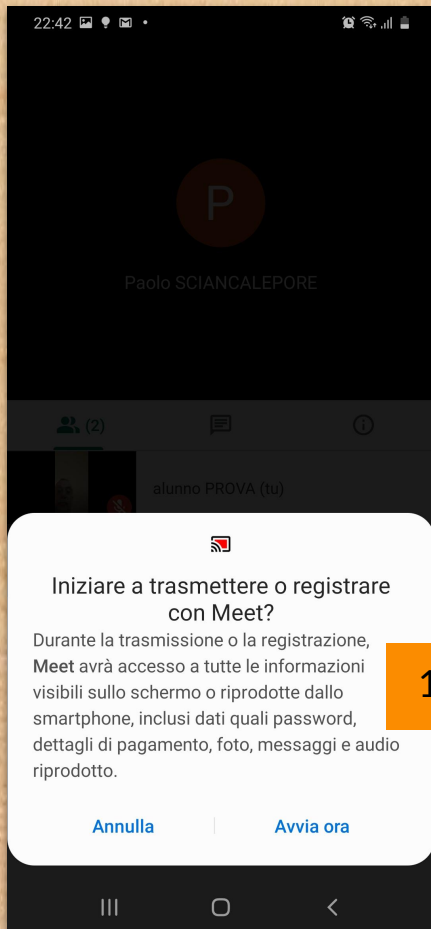 22:42
P
Paolo SCIANCALEPORE
(2)
alunno PROVA (tu)
Iniziare a trasmettere o registrare
con Meet?
Durante la trasmissione o la registrazione,
Meet avrà accesso a tutte le informazioni
visibili sullo schermo o riprodotte dallo
smartphone, inclusi dati quali password,
dettagli di pagamento, foto, messaggi e audio
riprodotto.
1
Annulla
Avvia ora